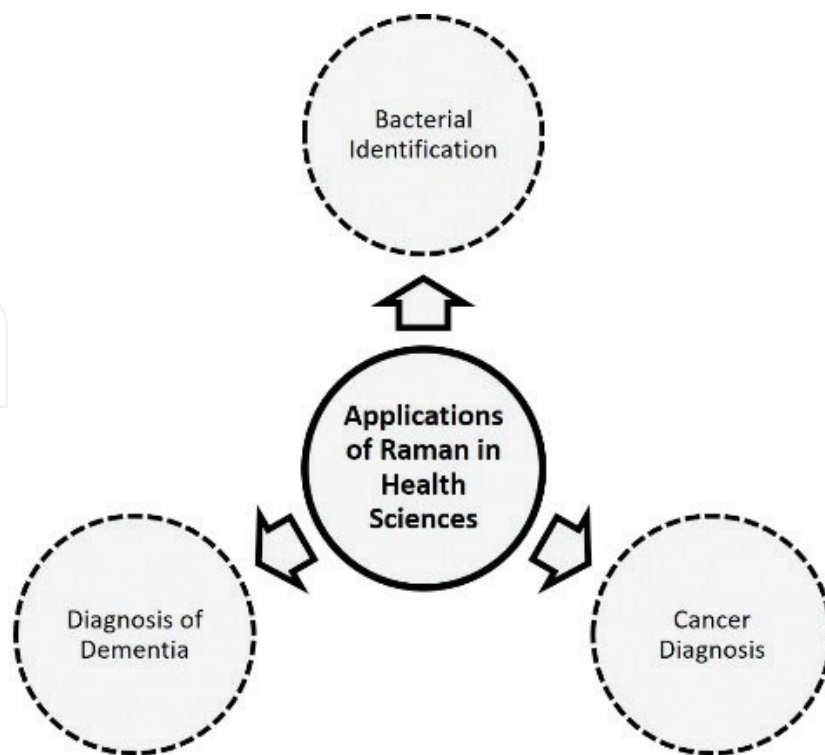 Bacterial
Identification
Applications
of Raman in
Health
Sciences
Diagnosis of
Dementia
Cancer
Diagnosis